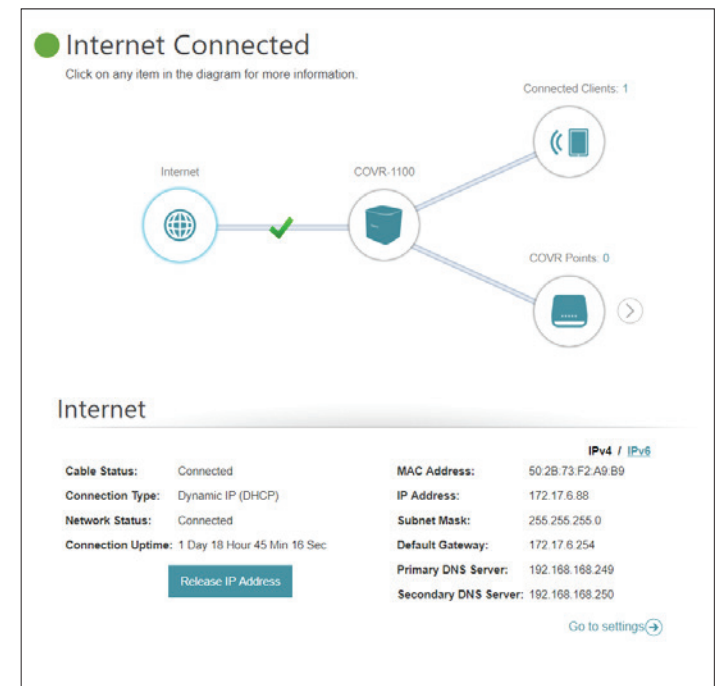 Internet Connected
Click on any item in the diagram for more information.
Connected Clients: 1
Internet
COVR-1100
COVR Points: 0
Internet
IPv4 / IPv6
Cable Status: Connected
Connection Type: Dynamic IP (DHCP)
Network Status: Connected
Connection Uptime: 1 Day 18 Hour 45 Min 16 Sec
Release IP Address
MAC Address: 50:2B:73:F2:A9:B9
IP Address: 172.17.6.88
Subnet Mask: 255.255.255.0
Default Gateway: 172.17.6.254
Primary DNS Server: 192.168.168.249
Secondary DNS Server: 192.168.168.250
Go to settings